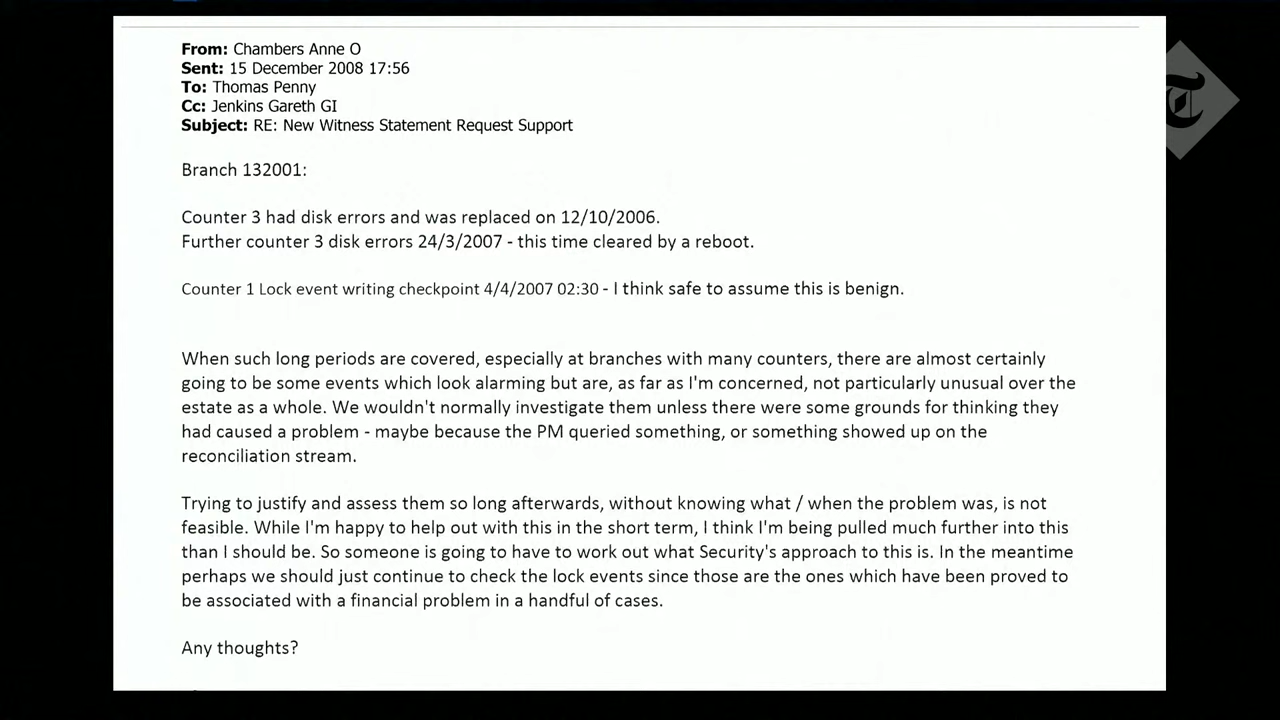 From: Chambers Anne O
Sent: 15 December 2008 17:56
To: Thomas Penny
Cc: Jenkins Gareth GI
Subject: RE: New Witness Statement Request Support
Branch 132001:
Counter 3 had disk errors and was replaced on 12/10/2006.
Further counter 3 disk errors 24/3/2007 - this time cleared by a reboot.
Counter 1 Lock event writing checkpoint 4/4/2007 02:30 - I think safe to assume this is benign.
When such long periods are covered, especially at branches with many counters, there are almost certainly
going to be some events which look alarming but are, as far as I'm concerned, not particularly unusual over the
estate as a whole. We wouldn't normally investigate them unless there were some grounds for thinking they
had caused a problem - maybe because the PM queried something, or something showed up on the
reconciliation stream.
Trying to justify and assess them so long afterwards, without knowing what / when the problem was, is not
feasible. While I'm happy to help out with this in the short term, I think I'm being pulled much further into this
than I should be. So someone is going to have to work out what Security's approach to this is. In the meantime
perhaps we should just continue to check the lock events since those are the ones which have been proved to
be associated with a financial problem in a handful of cases.
Any thoughts?
T